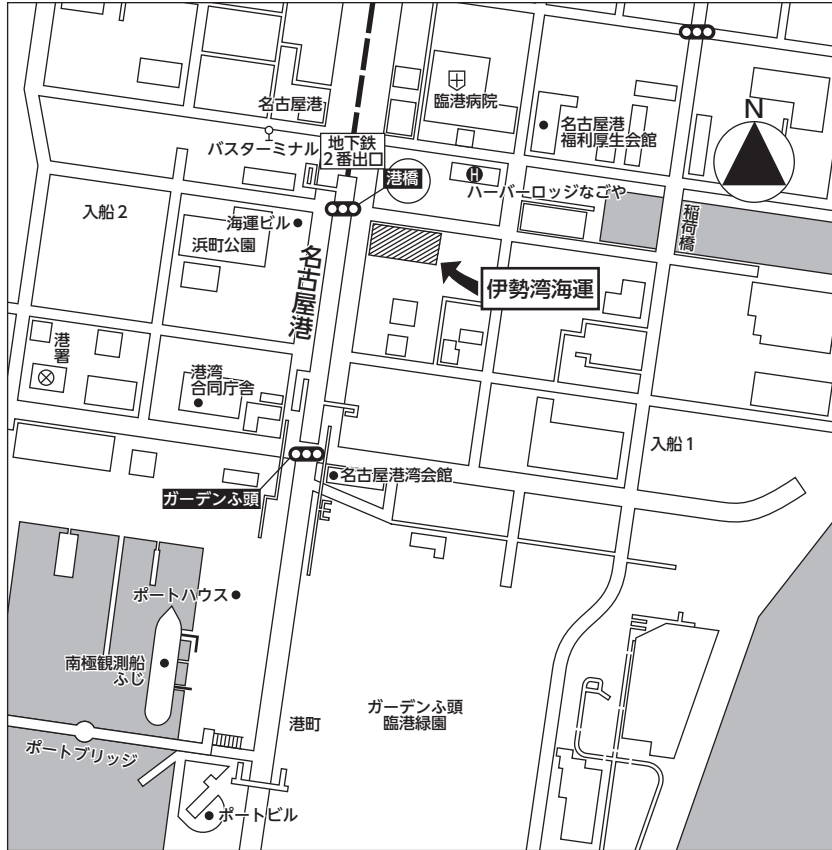 名古屋港
バスターミナル
地下鉄
２番出口
港橋
臨港病院
名古屋港
福利厚生会館
N
H
ハーバーロッジなごや
入船２
海運ビル
浜町公園
名古屋港
稲荷橋
伊勢湾海運
港署
港湾
合同庁舎
入船１
名古屋港湾会館
ガーデンふ頭
ポートハウス
南極観測船
ふじ
港町
ガーデンふ頭
臨港緑園
ポートブリッジ
ポートビル